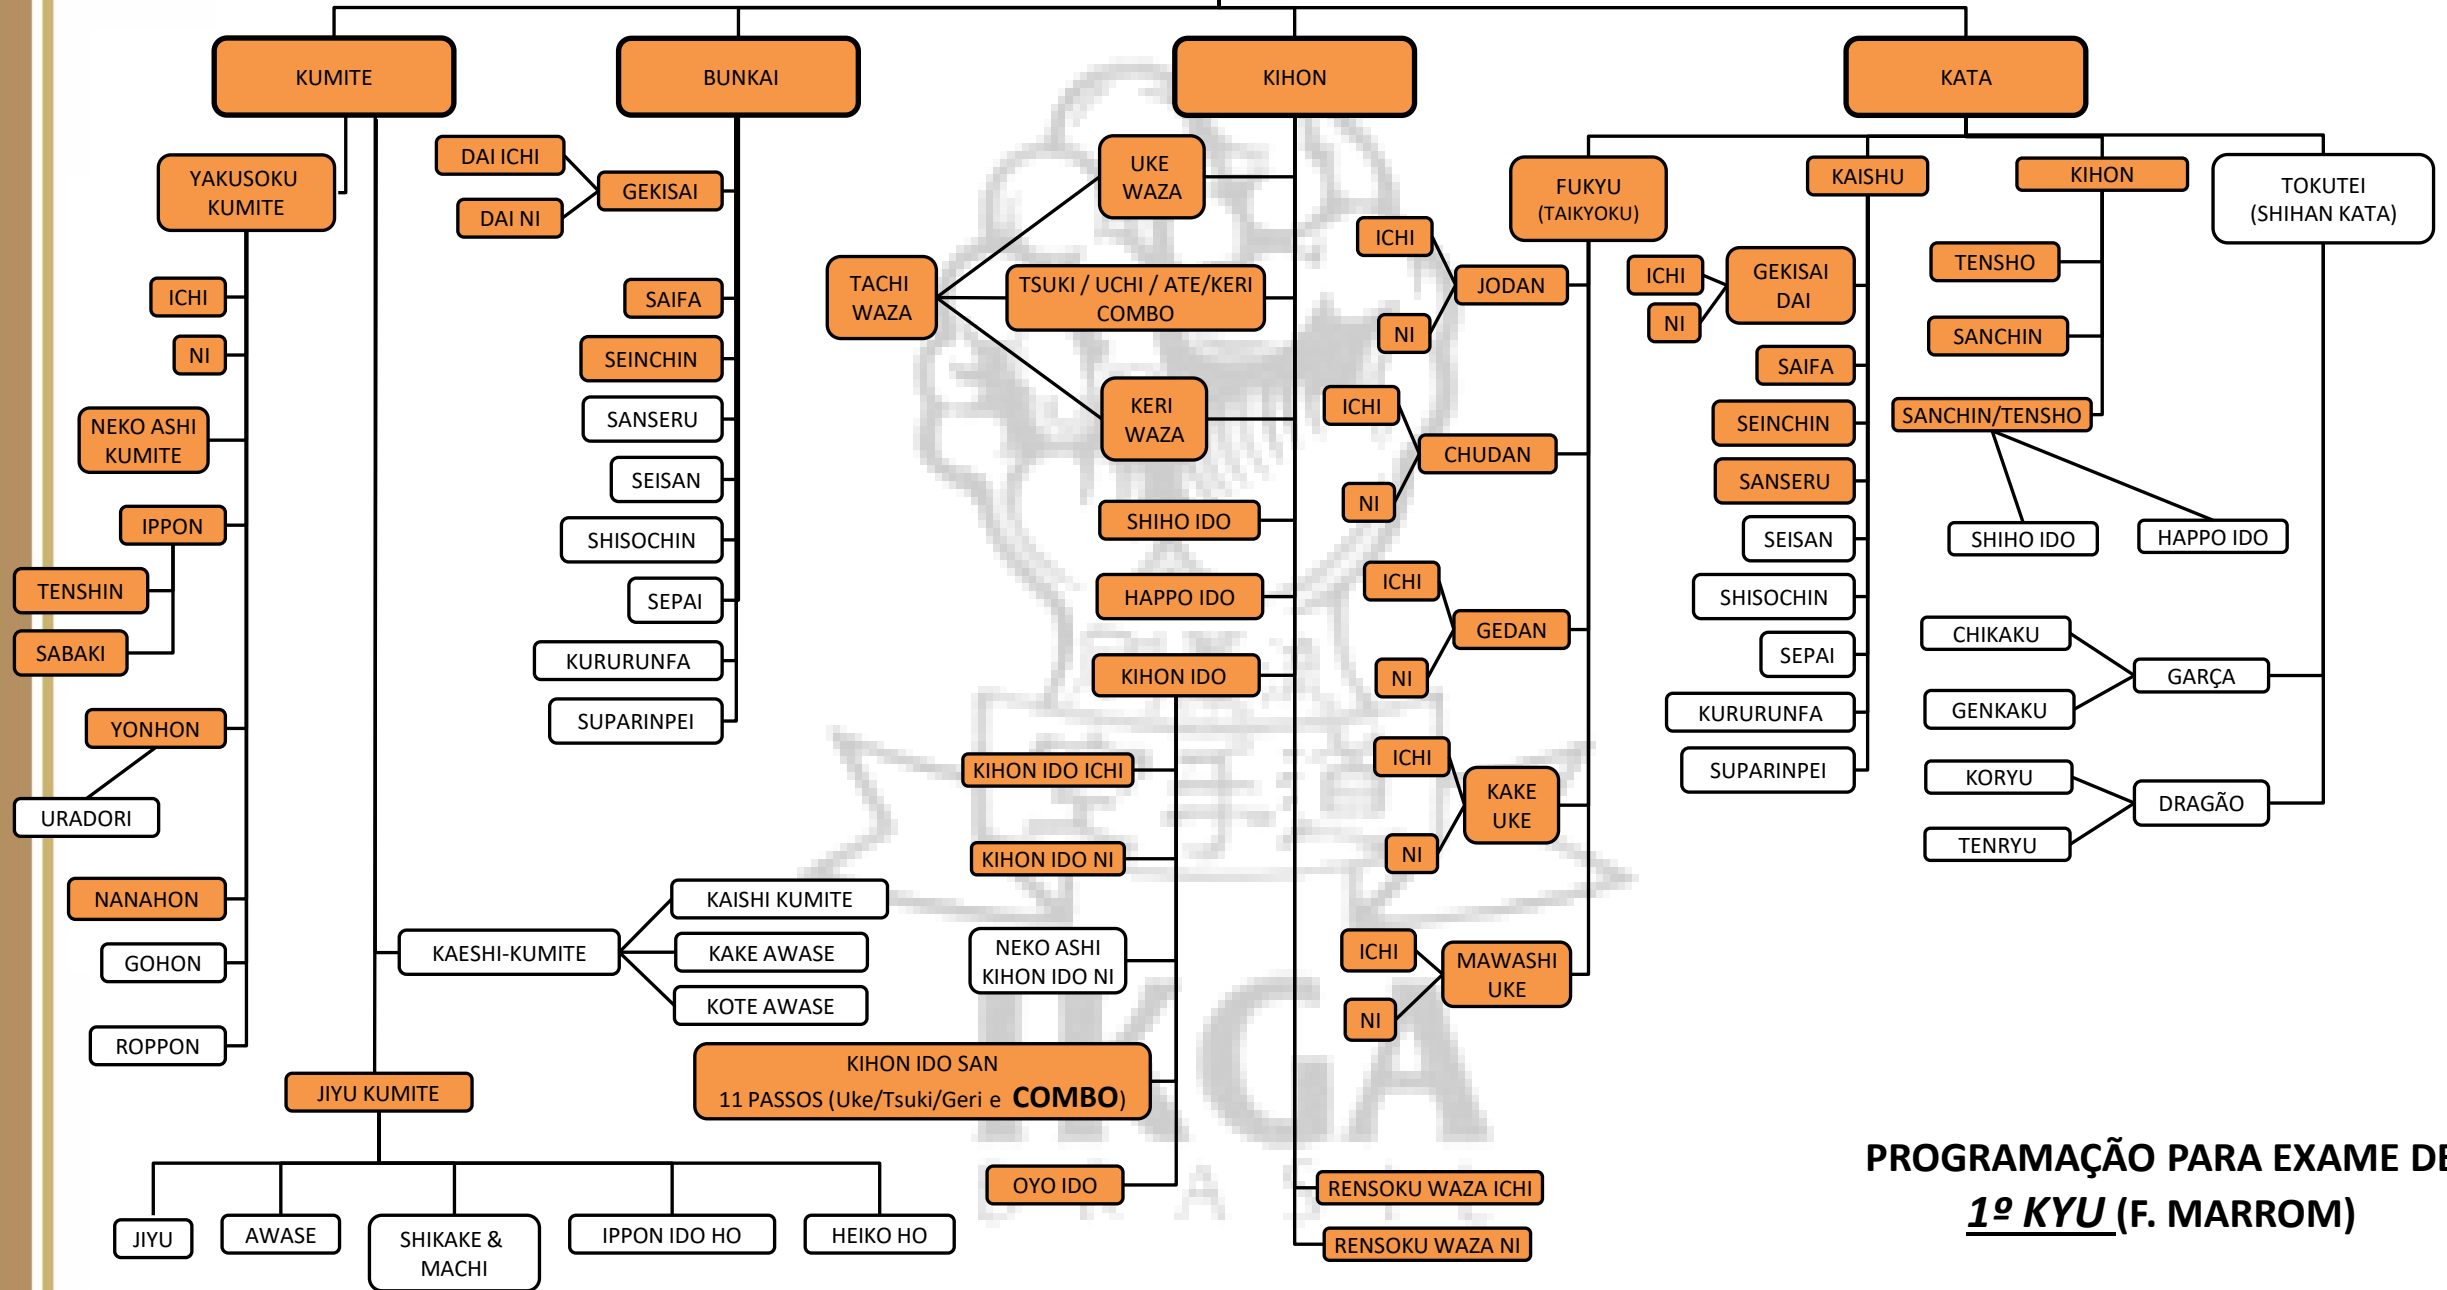 KUMITE
BUNKAI
KIHON
KATA
YAKUSOKU
KUMITE
ICHI
NI
NEKO ASHI
KUMITE
IPPON
TENSHIN
SABAKI
YONHON
URADORI
NANAHON
GOHON
ROPPON
KAESHI-KUMITE
KAISHI KUMITE
KAKE AWASE
KOTE AWASE
JIYU KUMITE
JIYU
AWASE
SHIKAKE &
MACHI
IPPON IDO HO
HEIKO HO
DAI ICHI
DAI NI
GEKISAI
SAIFA
SEINCHIN
SANSERU
SEISAN
SHISOCHIN
SEPAI
KURURUNFA
SUPARINPEI
TACHI
WAZA
UKE
WAZA
TSUKI / UCHI / ATE/KERI
COMBO
KERI
WAZA
SHIHO IDO
HAPPO IDO
KIHON IDO
KIHON IDO ICHI
KIHON IDO NI
NEKO ASHI
KIHON IDO NI
KIHON IDO SAN
11 PASSOS (Uke/Tsuki/Geri e COMBO)
OYO IDO
RENSOKU WAZA ICHI
RENSOKU WAZA NI
FUKYU
(TAIKYOKU)
ICHI
NI
JODAN
ICHI
NI
CHUDAN
ICHI
NI
GEDAN
ICHI
NI
KAKE
UKE
ICHI
NI
MAWASHI
UKE
KAISHU
ICHI
NI
GEKISAI
DAI
SAIFA
SEINCHIN
SANSERU
SEISAN
SHISOCHIN
SEPAI
KURURUNFA
SUPARINPEI
KIHON
TENSHO
SANCHIN
SANCHIN/TENSHO
SHIHO IDO
HAPPO IDO
TOKUTEI
(SHIHAN KATA)
CHIKAKU
GENKAKU
GARÇA
KORYU
TENRYU
DRAGÃO
IKGA
PROGRAMAÇÃO PARA EXAME DE
1º KYU (F. MARROM)